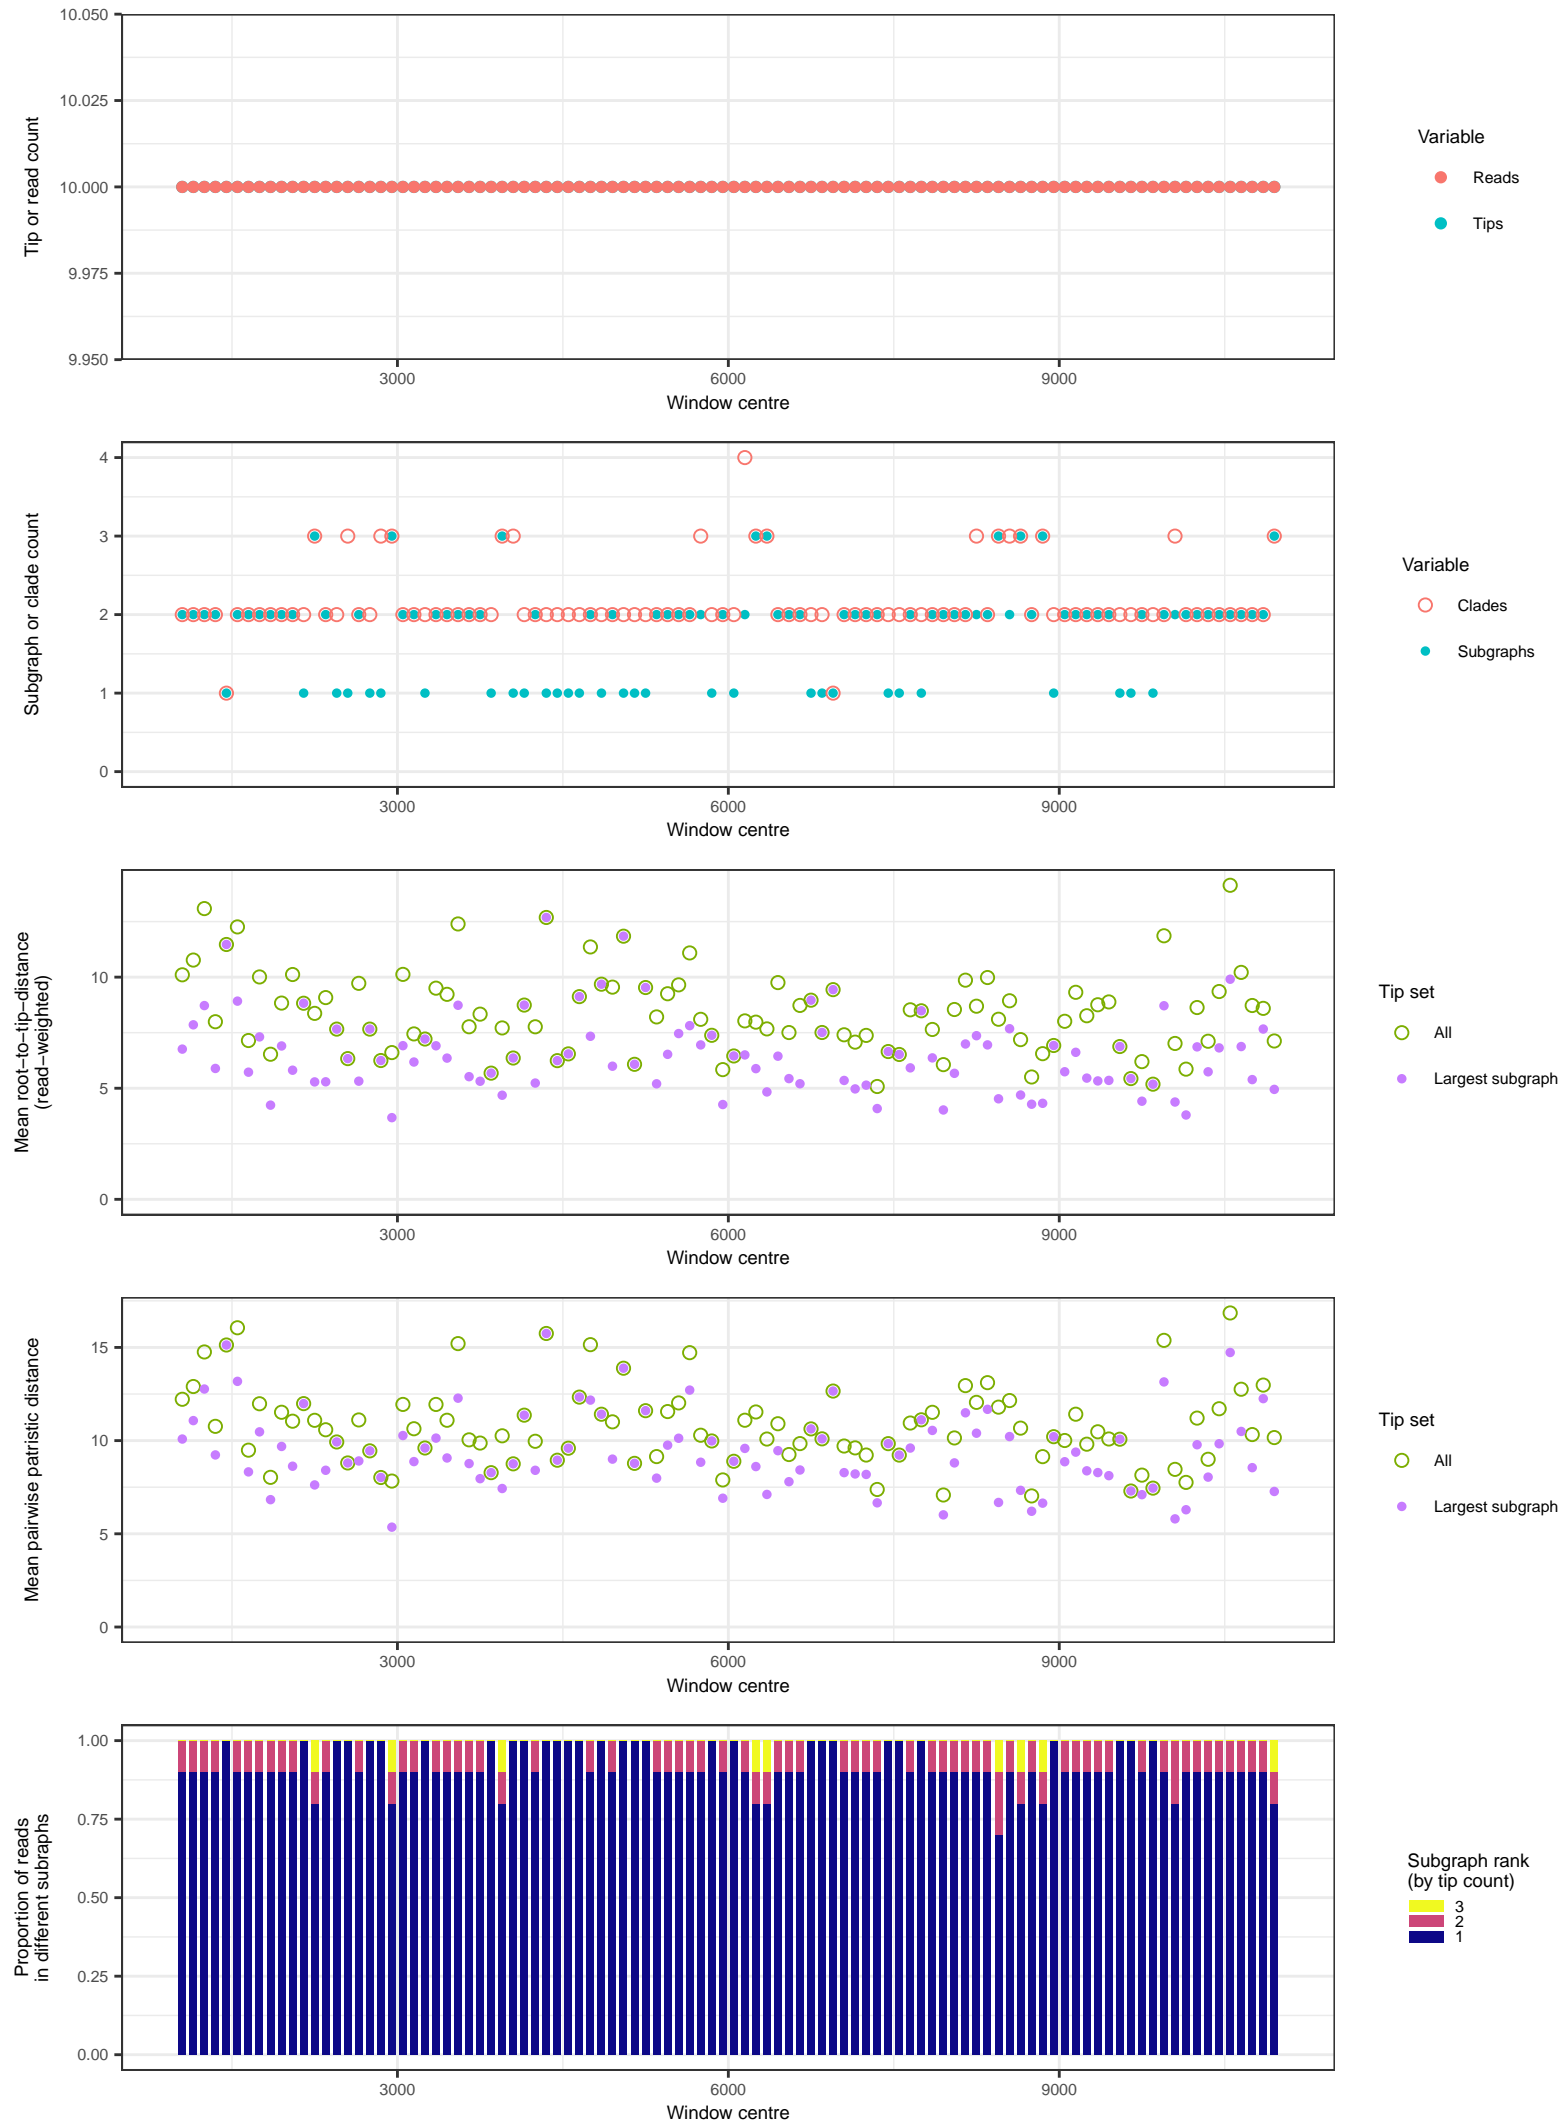 10.050
10.025
10.000
9.975
9.950
Tip or read count
3000
6000
9000
Window centre
Variable
Reads
Tips
4
3
2
1
0
Subgraph or clade count
3000
6000
9000
Window centre
Variable
Clades
Subgraphs
10
5
0
Mean root−to−tip−distance
(read−weighted)
3000
6000
9000
Window centre
Tip set
All
Largest subgraph
15
10
5
0
Mean pairwise patristic distance
3000
6000
9000
Window centre
Tip set
All
Largest subgraph
1.00
0.75
0.50
0.25
0.00
Proportion of reads
in different subraphs
3000
6000
9000
Window centre
Subgraph rank
(by tip count)
3
2
1